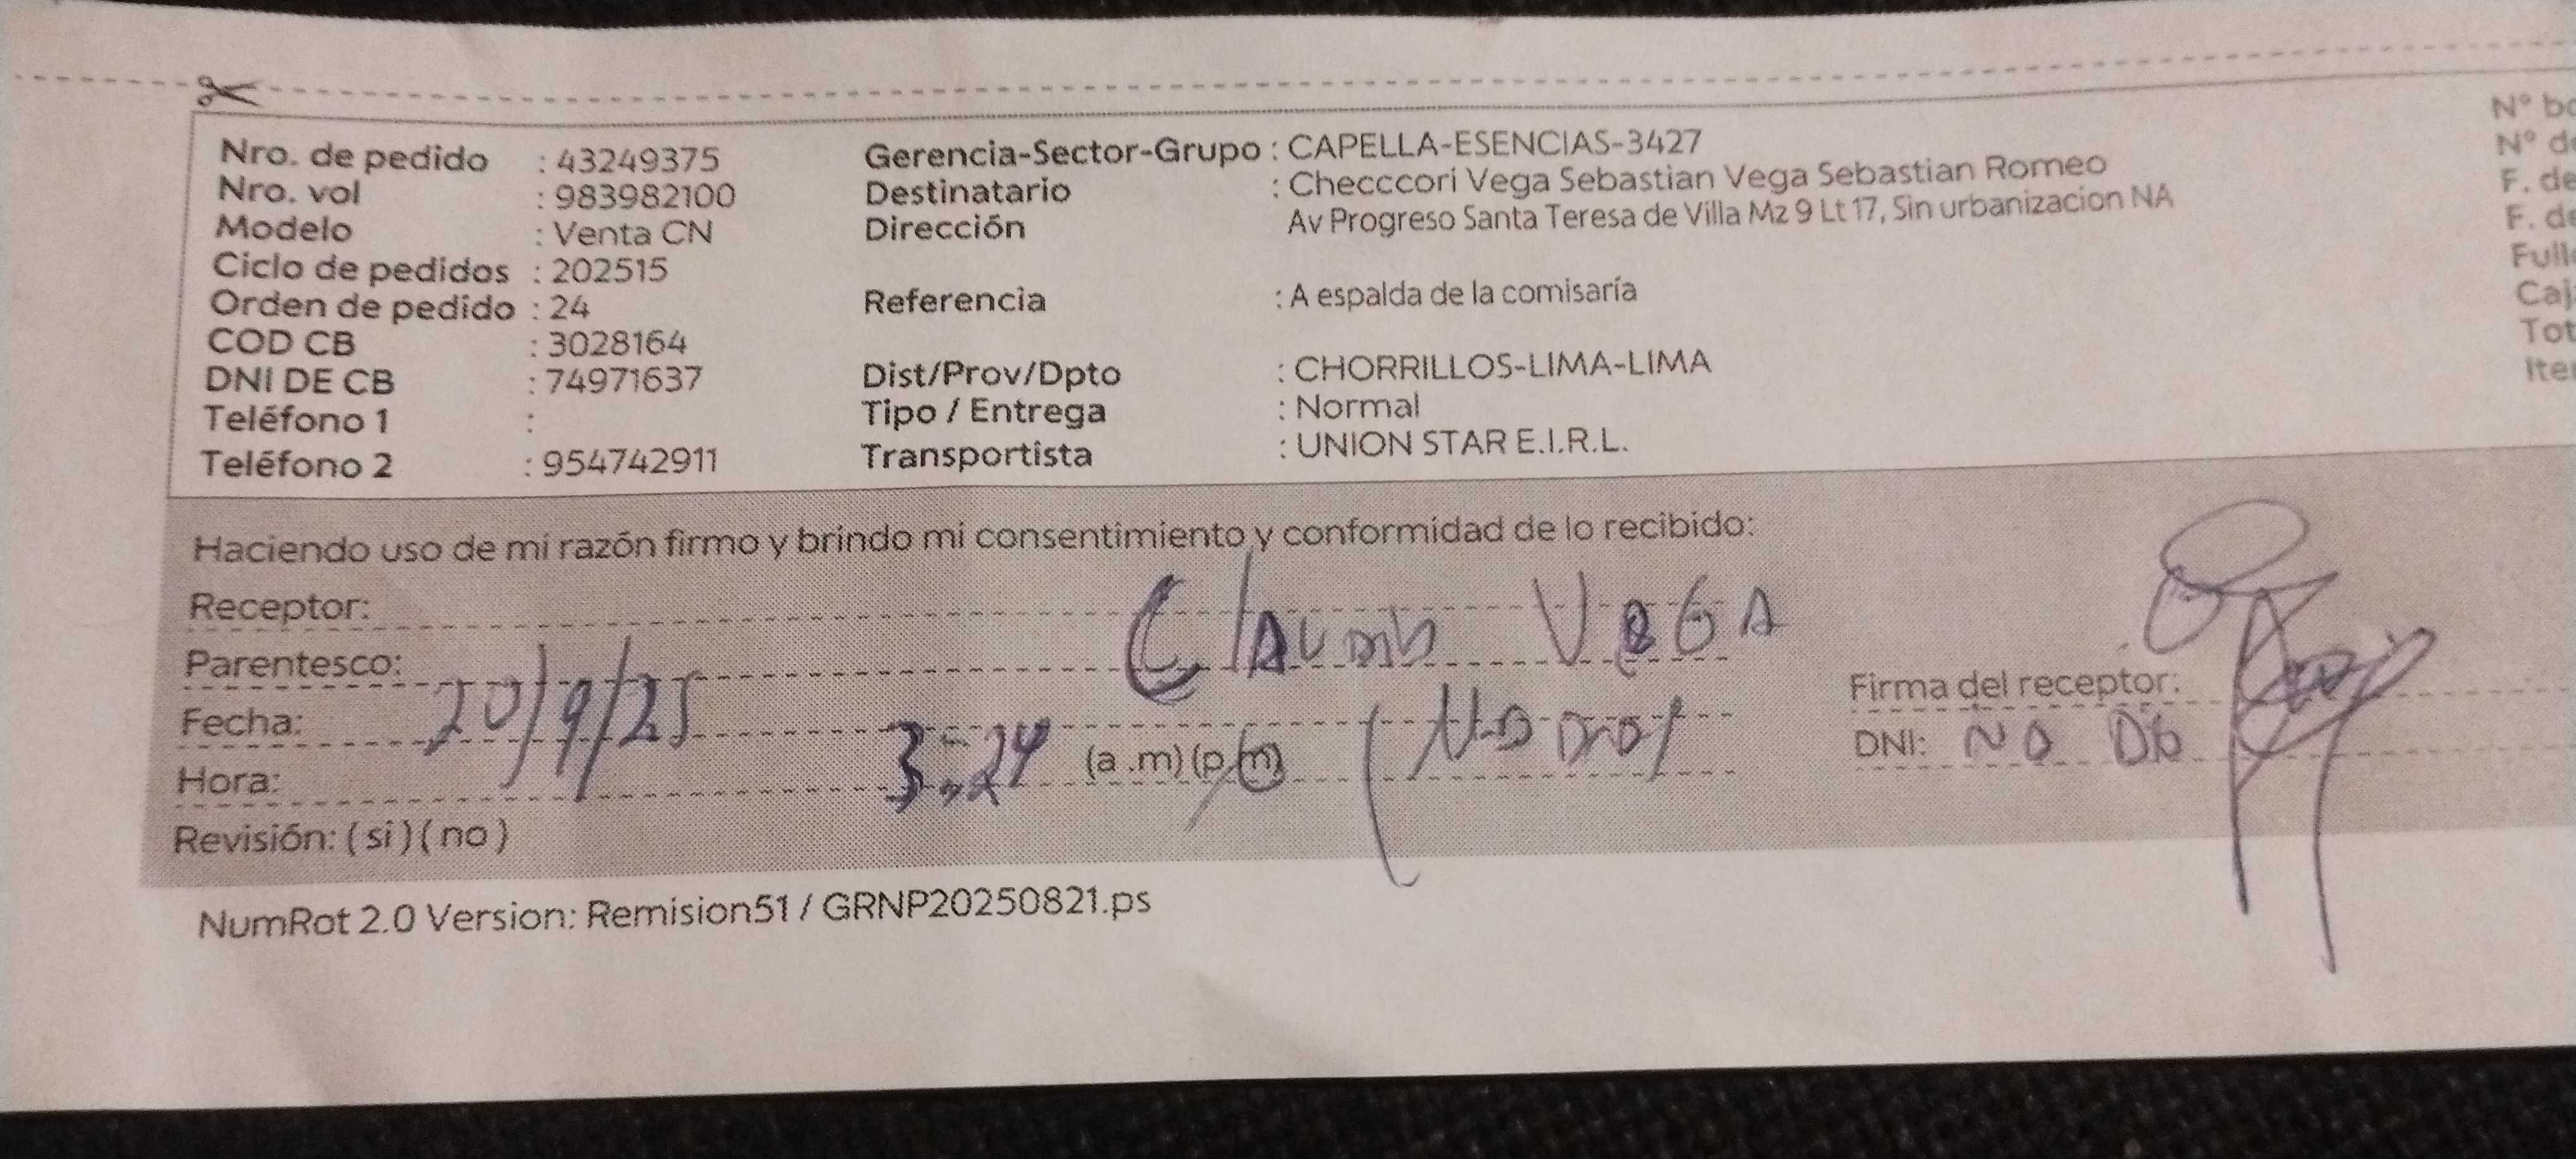 Nro. de pedido : 43249375
Nro. vol : 983982100
Modelo : Venta CN
Ciclo de pedidos : 202515
Orden de pedido : 24
COD CB : 3028164
DNI DE CB : 74971637
Teléfono 1 :
Teléfono 2 : 954742911
Gerencia-Sector-Grupo : CAPELLA-ESENCIAS-3427
Destinatario : Checccori Vega Sebastian Vega Sebastian Romeo
Dirección Av Progreso Santa Teresa de Villa Mz 9 Lt 17, Sin urbanizacion NA
Referencia : A espalda de la comisaría
Dist/Prov/Dpto : CHORRILLOS-LIMA-LIMA
Tipo / Entrega : Normal
Transportista : UNION STAR E.I.R.L.
N°
N°
F. de
F. de
Tot
Haciendo uso de mi razón firmo y brindo mi consentimiento y conformidad de lo recibido:
Receptor: VEGA
Parentesco:
Fecha: 20/9/25
Hora: 3:24 (a .m) (p.m)
Revisión: ( si ) ( no )
Firma del receptor:
DNI: NO
NumRot 2.0 Version: Remision51 / GRNP20250821.ps